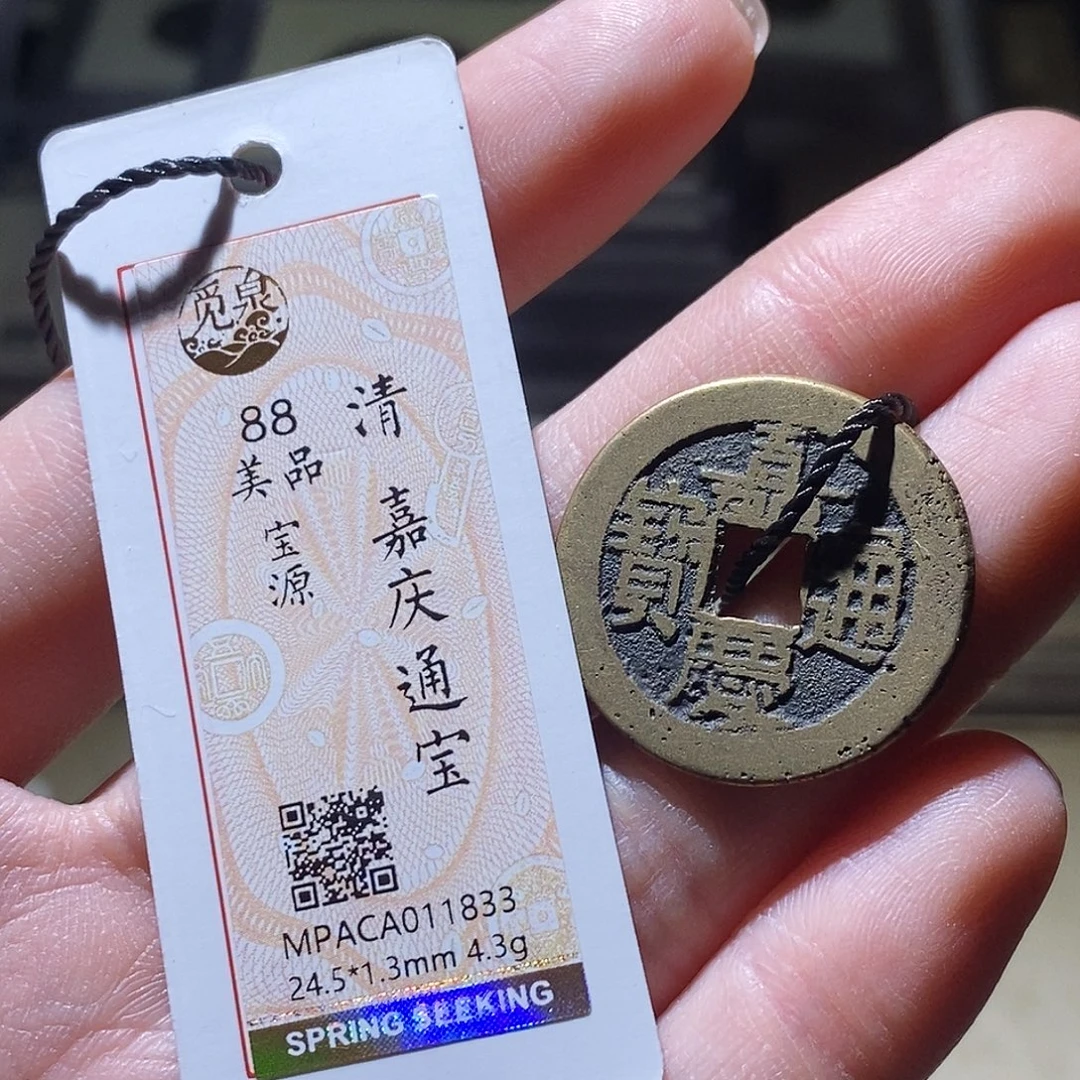 觅泉
清
嘉庆通宝
88
美品
宝源
MPACA011833
24.5*1.3mm 4.3g
SPRING SEEKING
嘉慶通寶